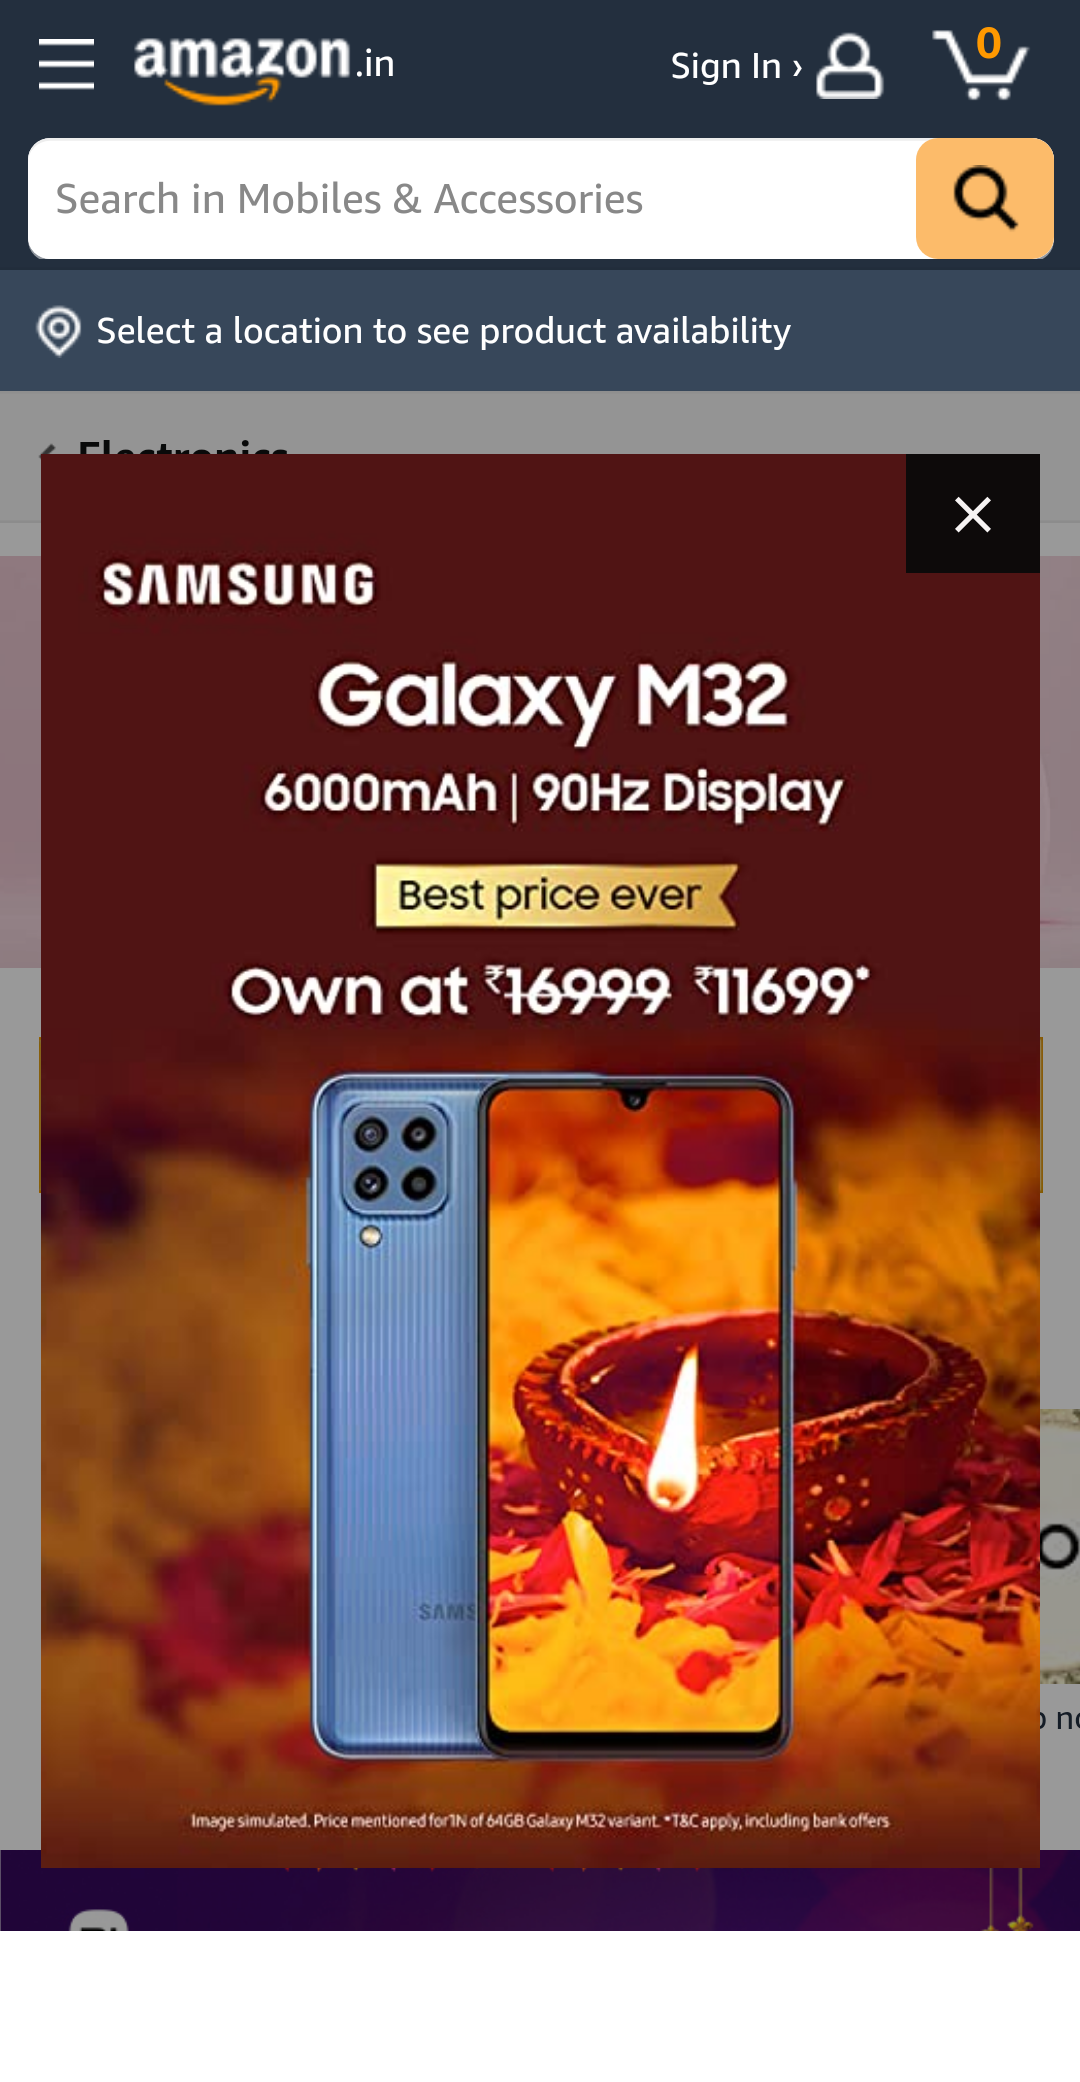 amazon.in
Sign In ›
0
Search in Mobiles & Accessories
Select a location to see product availability
Electronics
SAMSUNG
Galaxy M32
6000mAh | 90Hz Display
Best price ever
Own at ₹16999 ₹11699*
SAMS
Image simulated. Price mentioned for 1N of 64GB Galaxy M32 variant. *T&C apply, including bank offers